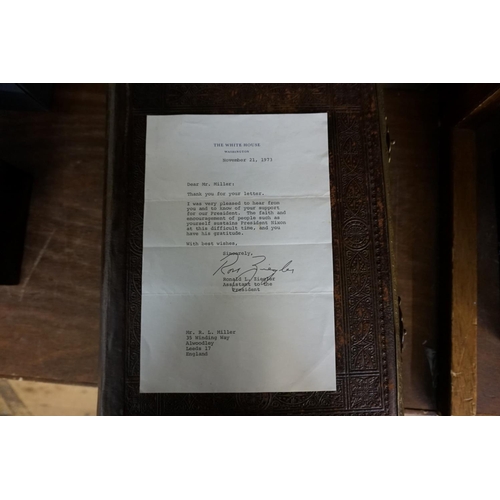 THE WHITE HOUSE
WASHINGTON
November 21, 1973
Dear Mr. Miller:
Thank you for your letter.
I was very pleased to hear from
you and to know of your support
for our President. The faith and
encouragement of people such as
yourself sustains President Nixon
at this difficult time, and you
have his gratitude.
With best wishes,
Sincerely,
Ron Ziegler
Ronald L. Ziegler
Assistant to the
President
Mr. R. L. Miller
35 Winding Way
Alwoodley
Leeds 17
England